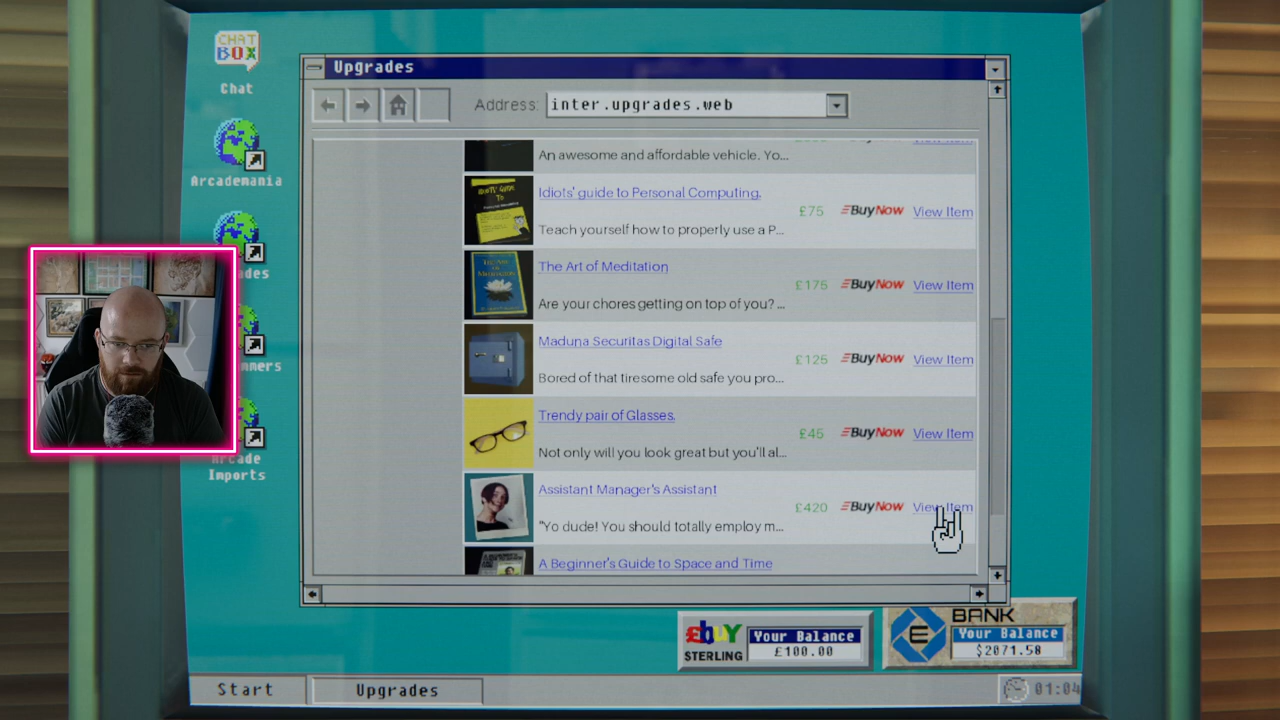 CHAT
BOX
Chat
Arcademania
Arcade
Imports
Upgrades
Address: inter.upgrades.web
An awesome and affordable vehicle. Yo...
Idiots' guide to Personal Computing.
Teach yourself how to properly use a P...
£75 BuyNow View Item
The Art of Meditation
Are your chores getting on top of you? ...
£175 BuyNow View Item
Maduna Securitas Digital Safe
Bored of that tiresome old safe you pro...
£125 BuyNow View Item
Trendy pair of Glasses.
Not only will you look great but you'll al...
£45 BuyNow View Item
Assistant Manager's Assistant
"Yo dude! You should totally employ m...
£420 BuyNow View Item
A Beginner's Guide to Space and Time
ebuy
STERLING
Your Balance
£100.00
E
BANK
Your Balance
$2071.58
Start
Upgrades
01:04